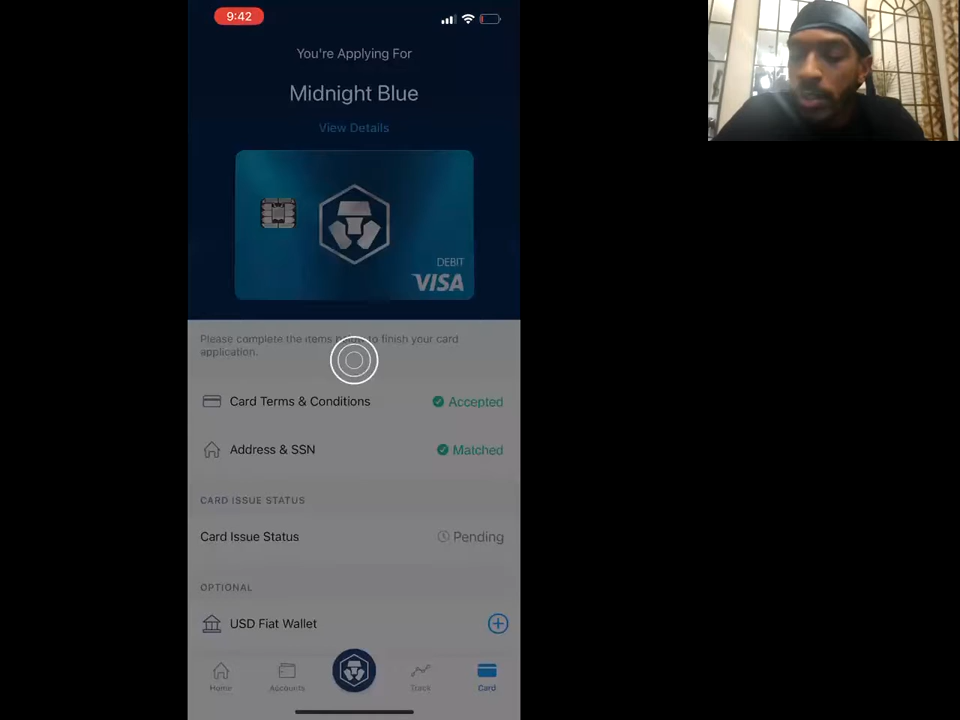 9:42
You're Applying For
Midnight Blue
View Details
DEBIT
VISA
Please complete the items below to finish your card
application.
Card Terms & Conditions
Accepted
Address & SSN
Matched
CARD ISSUE STATUS
Card Issue Status
Pending
OPTIONAL
USD Fiat Wallet
Home
Accounts
Track
Card